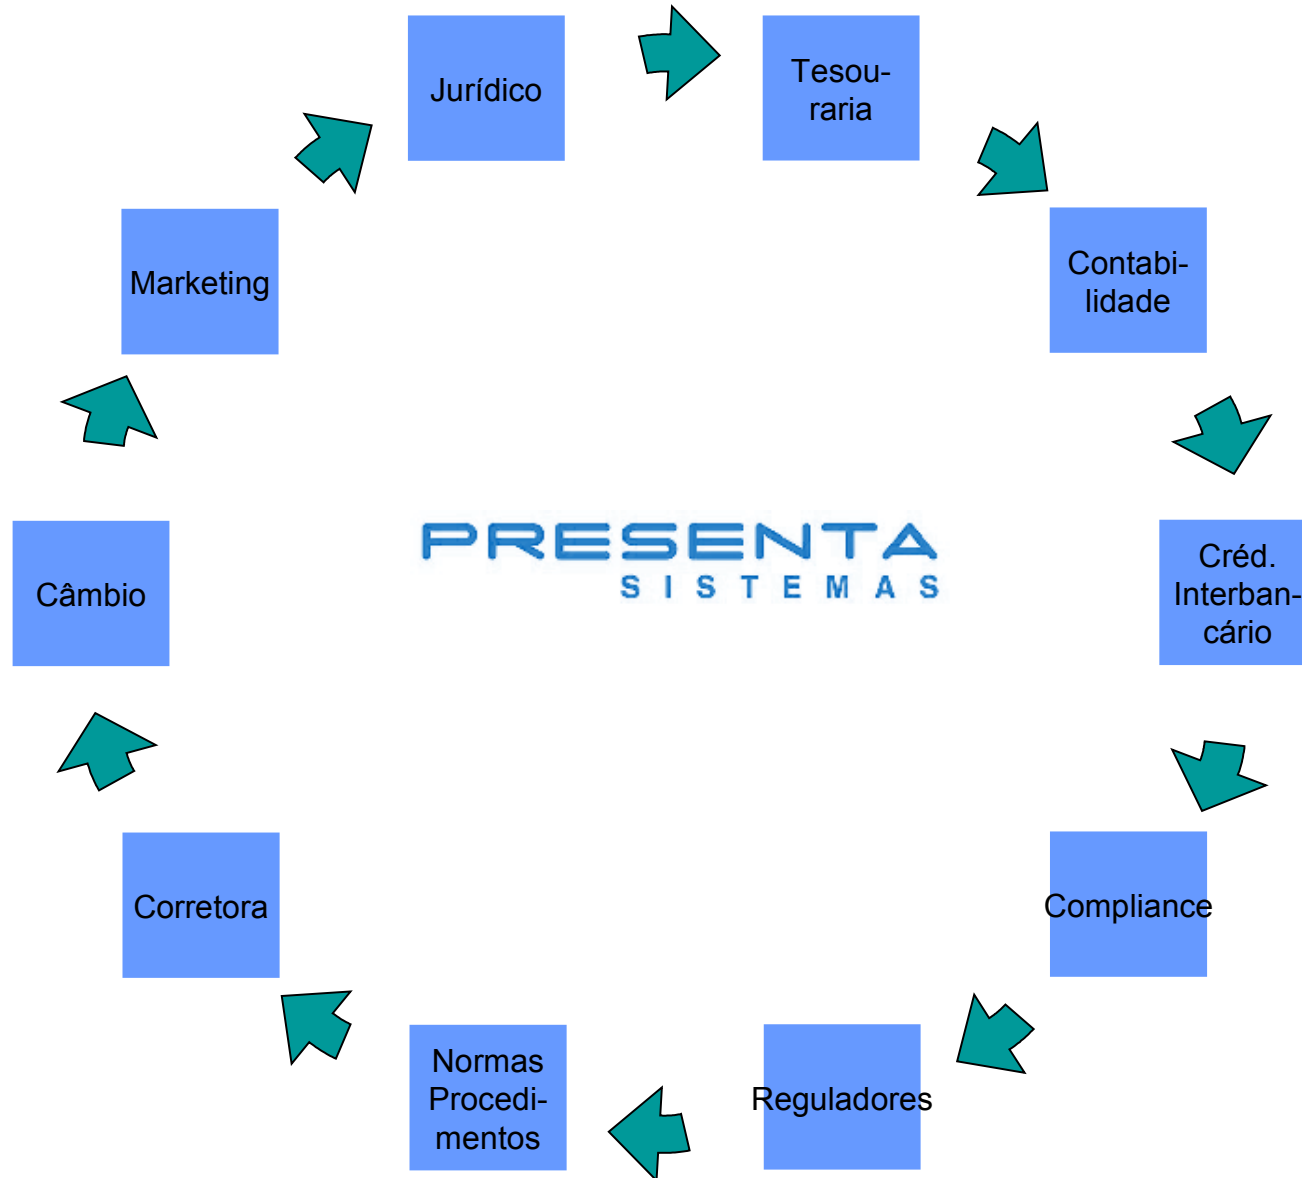 Jurídico
Tesou-
raria
Contabi-
lidade
Créd.
Interban-
cário
Compliance
Reguladores
Normas
Procedi-
mentos
Corretora
Câmbio
Marketing
PRESENTA
SISTEMAS